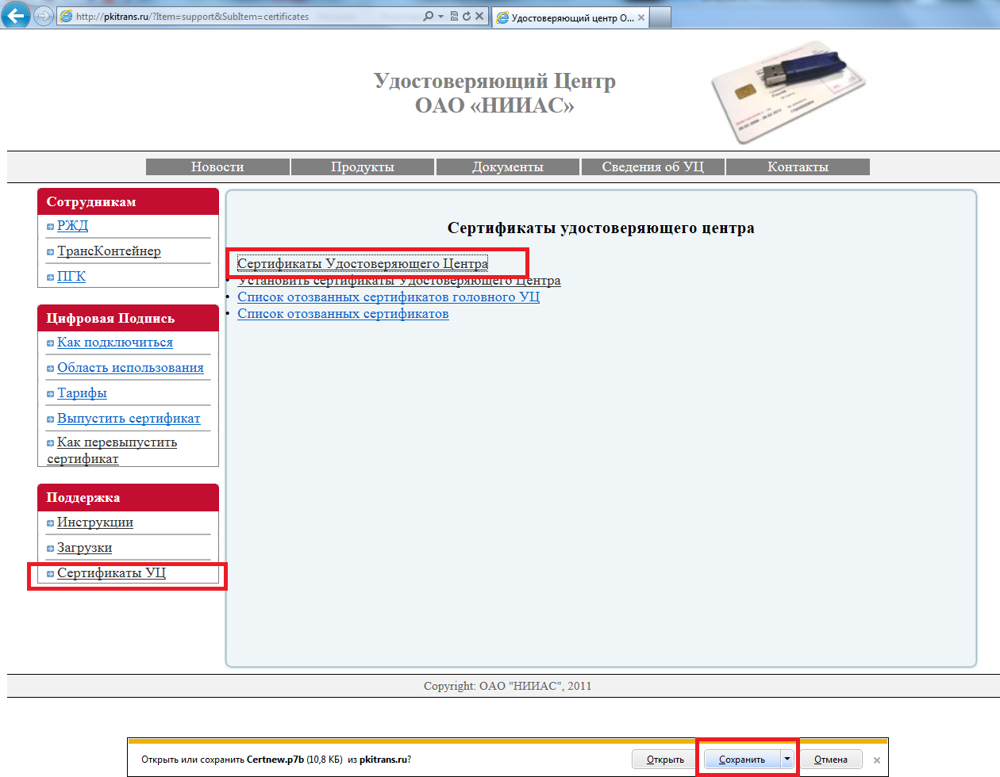 http://pkitrans.ru/?Item=support&SubItem=certificates
Удостоверяющий центр О...
Удостоверяющий Центр
ОАО «НИИАС»
Новости
Продукты
Документы
Сведения об УЦ
Контакты
Сотрудникам
РЖД
ТрансКонтейнер
ПГК
Цифровая Подпись
Как подключиться
Область использования
Тарифы
Выпустить сертификат
Как перевыпустить
сертификат
Поддержка
Инструкции
Загрузки
Сертификаты УЦ
Сертификаты удостоверяющего центра
Сертификаты Удостоверяющего Центра
Установить сертификаты Удостоверяющего Центра
Список отозванных сертификатов головного УЦ
Список отозванных сертификатов
Copyright: ОАО "НИИАС", 2011
Открыть или сохранить Certnew.p7b (10,8 КБ) из pkitrans.ru?
Открыть
Сохранить
Отмена